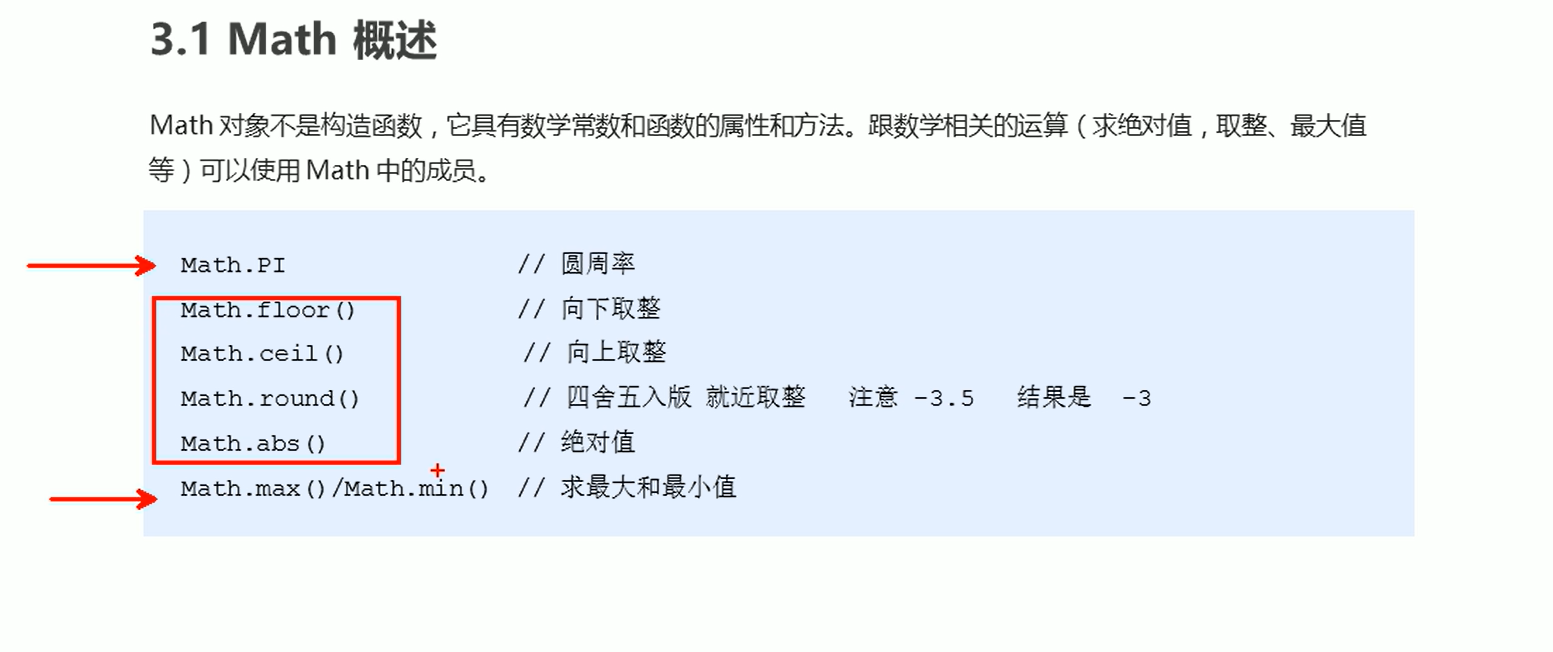 3.1 Math 概述
Math 对象不是构造函数，它具有数学常数和函数的属性和方法。跟数学相关的运算（求绝对值，取整、最大值
等）可以使用 Math 中的成员。
Math.PI // 圆周率
Math.floor() // 向下取整
Math.ceil() // 向上取整
Math.round() // 四舍五入版 就近取整 注意 -3.5 结果是 -3
Math.abs() // 绝对值
Math.max()/Math.min() // 求最大和最小值